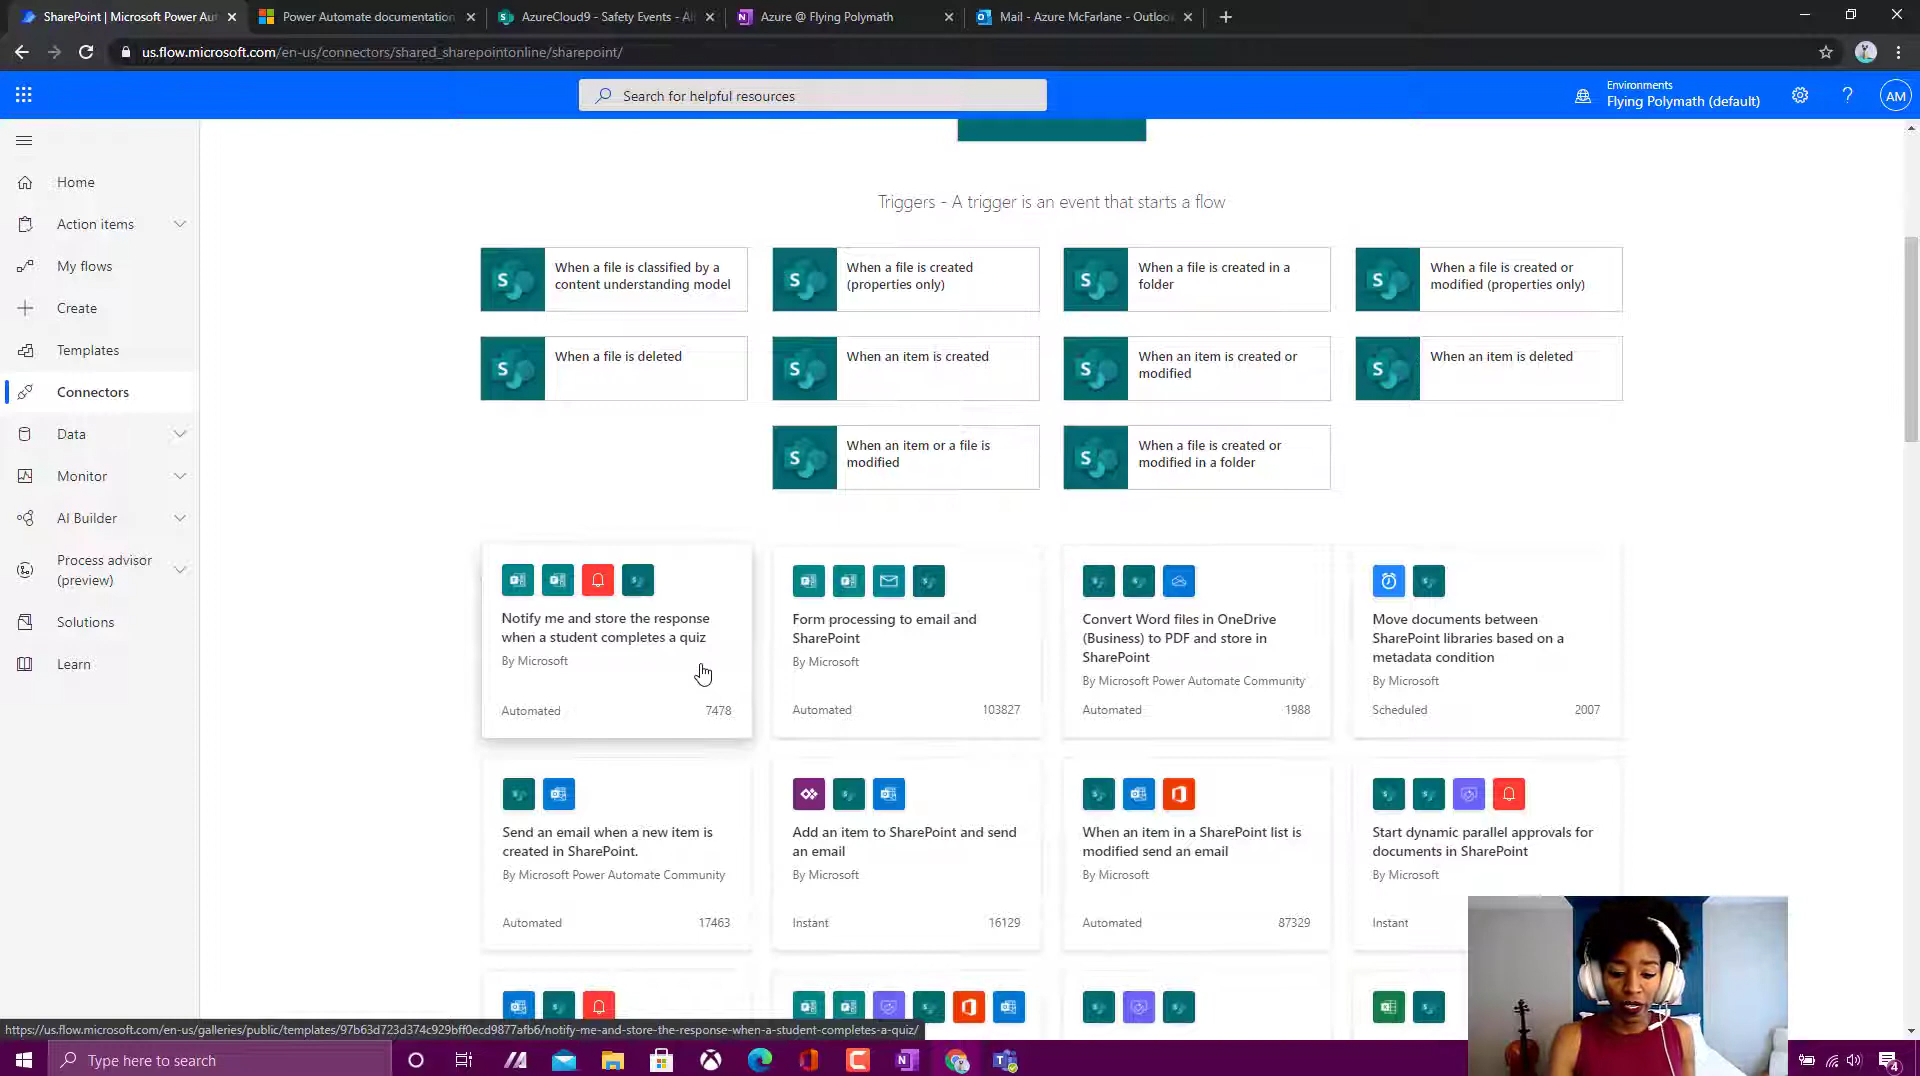 SharePoint | Microsoft Power Aut
Power Automate documentation
AzureCloud9 - Safety Events - Al
Azure @ Flying Polymath
Mail - Azure McFarlane - Outlook
us.flow.microsoft.com/en-us/connectors/shared_sharepointonline/sharepoint/
Search for helpful resources
Environments
Flying Polymath (default)
?
AM
Home
Action items
My flows
Create
Templates
Connectors
Data
Monitor
AI Builder
Process advisor
(preview)
Solutions
Learn
Triggers - A trigger is an event that starts a flow
When a file is classified by a
content understanding model
When a file is created
(properties only)
When a file is created in a
folder
When a file is created or
modified (properties only)
When a file is deleted
When an item is created
When an item is created or
modified
When an item is deleted
When an item or a file is
modified
When a file is created or
modified in a folder
Notify me and store the response
when a student completes a quiz
By Microsoft
Automated 7478
Form processing to email and
SharePoint
By Microsoft
Automated 103827
Convert Word files in OneDrive
(Business) to PDF and store in
SharePoint
By Microsoft Power Automate Community
Automated 1988
Move documents between
SharePoint libraries based on a
metadata condition
By Microsoft
Scheduled 2007
Send an email when a new item is
created in SharePoint.
By Microsoft Power Automate Community
Automated 17463
Add an item to SharePoint and send
an email
By Microsoft
Instant 16129
When an item in a SharePoint list is
modified send an email
By Microsoft
Automated 87329
Start dynamic parallel approvals for
documents in SharePoint
By Microsoft
Instant
https://us.flow.microsoft.com/en-us/galleries/public/templates/97b63d723d374c929bff0ecd9877afb6/notify-me-and-store-the-response-when-a-student-completes-a-quiz/
Type here to search
4